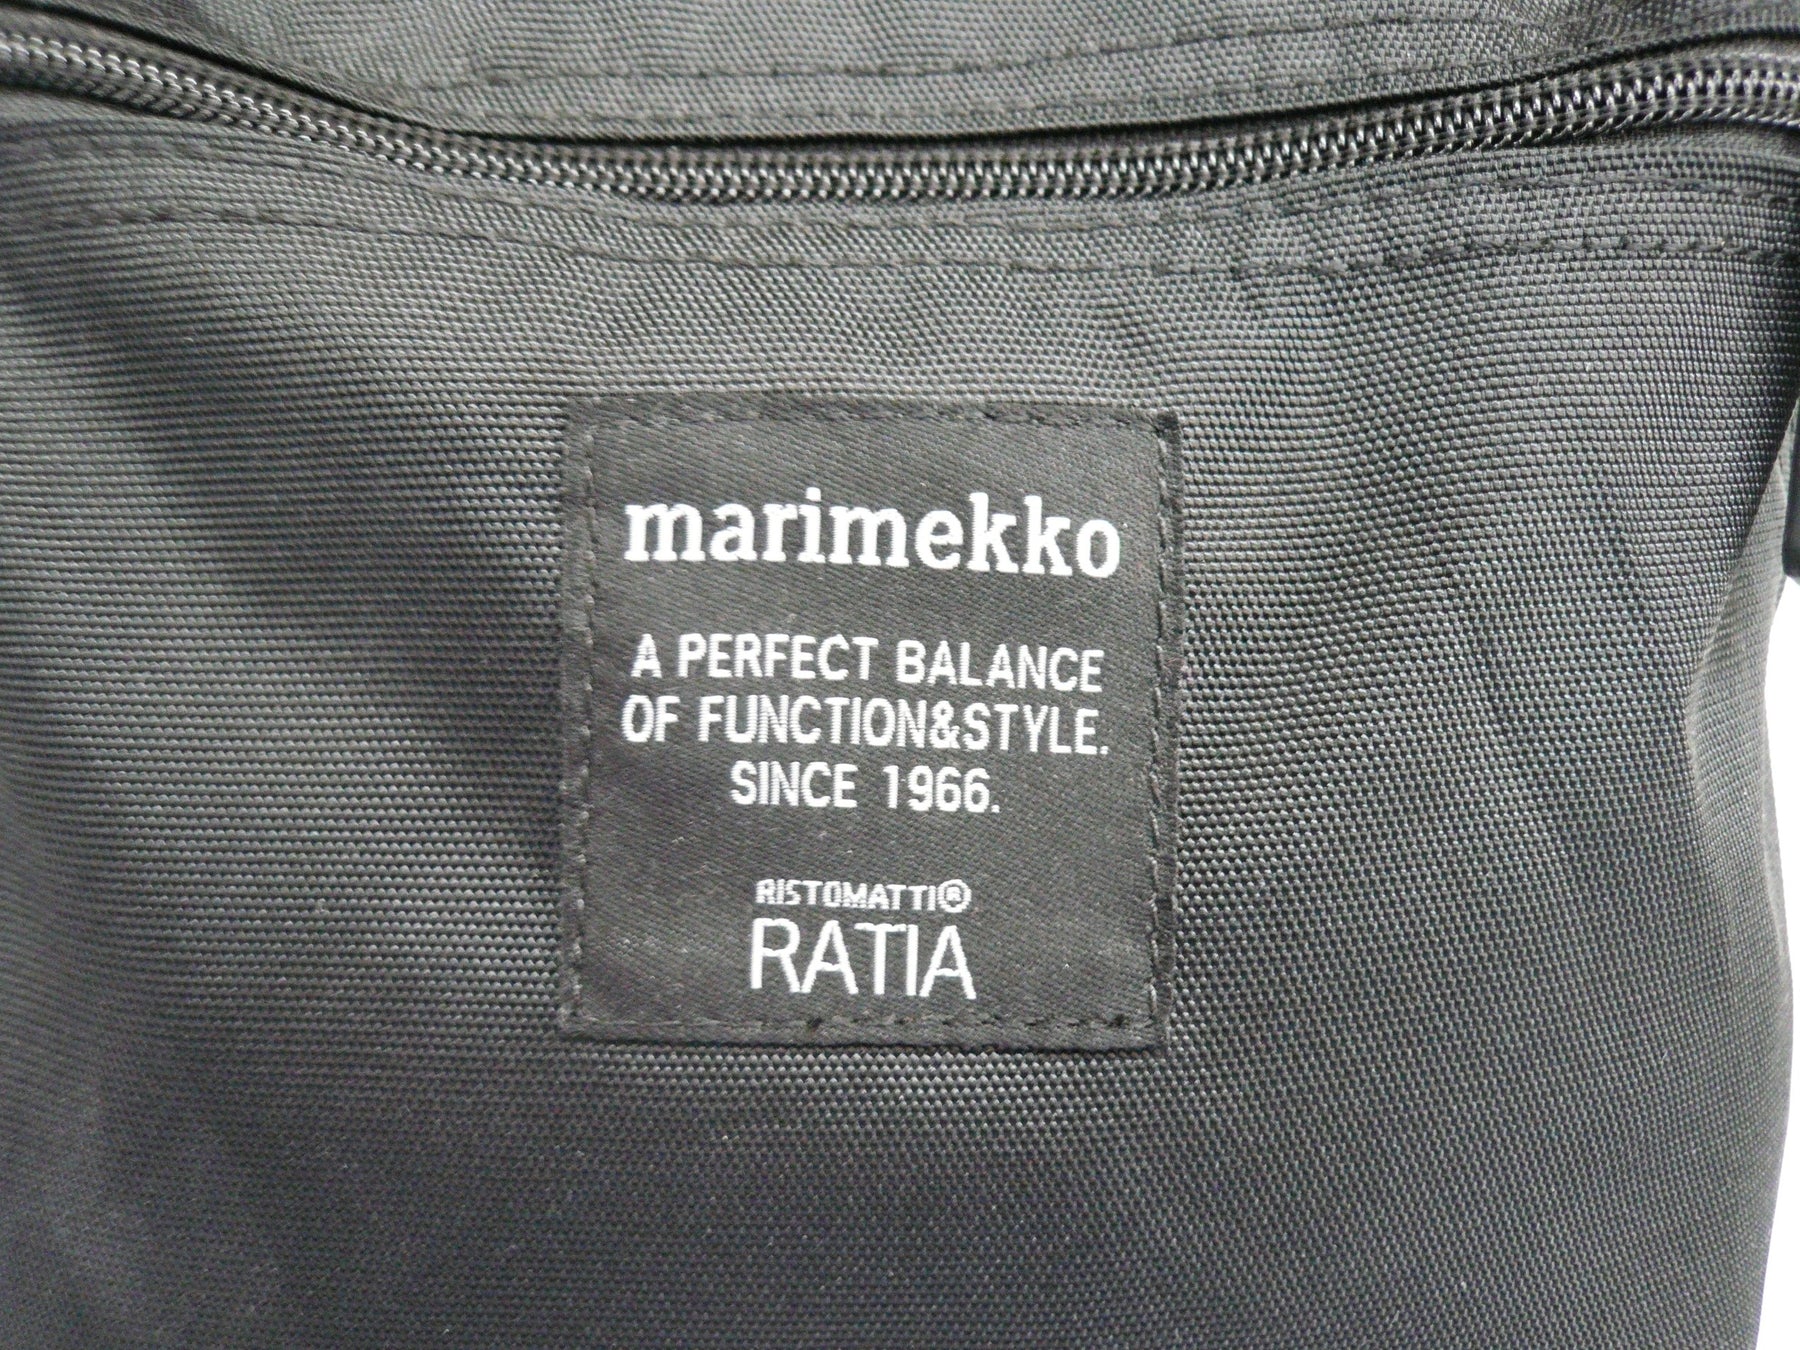 marimekko
A PERFECT BALANCE
OF FUNCTION&STYLE.
SINCE 1966.
RISTOMATTI®
RATIA